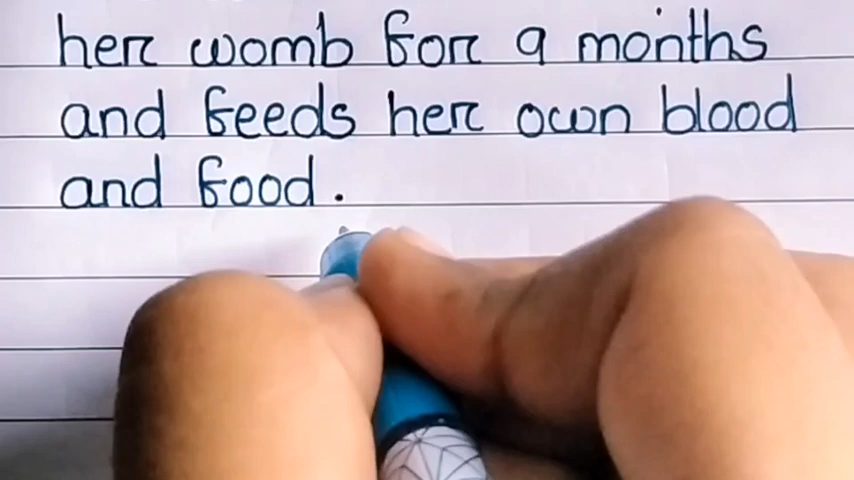 her womb for 9 months
and feeds her own blood
and food.